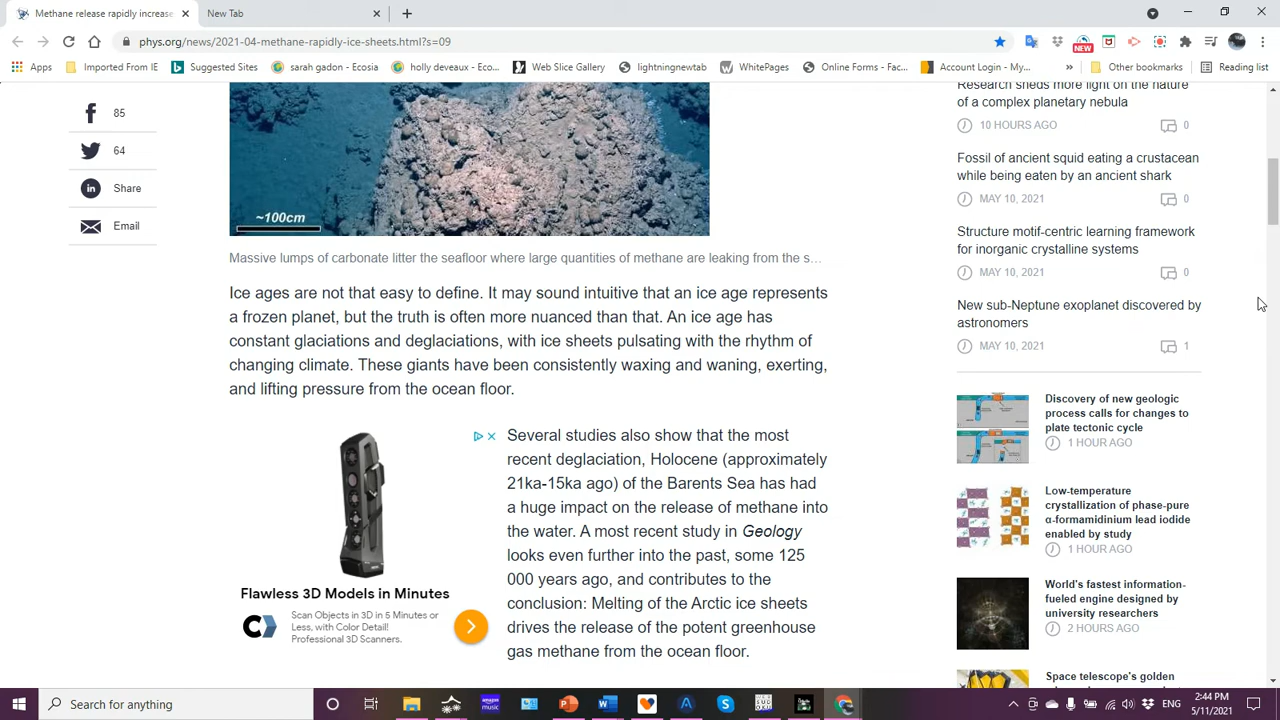 Methane release rapidly increase
New Tab
phys.org/news/2021-04-methane-rapidly-ice-sheets.html?s=09
NEW
Apps
Imported From IE
Suggested Sites
sarah gadon - Ecosia
holly deveaux - Eco...
Web Slice Gallery
lightningnewtab
WhitePages
Online Forms - Fac...
Account Login - My...
»
Other bookmarks
Reading list
85
64
Share
Email
~100cm
Massive lumps of carbonate litter the seafloor where large quantities of methane are leaking from the s...
Ice ages are not that easy to define. It may sound intuitive that an ice age represents
a frozen planet, but the truth is often more nuanced than that. An ice age has
constant glaciations and deglaciations, with ice sheets pulsating with the rhythm of
changing climate. These giants have been consistently waxing and waning, exerting,
and lifting pressure from the ocean floor.
Several studies also show that the most
recent deglaciation, Holocene (approximately
21ka-15ka ago) of the Barents Sea has had
a huge impact on the release of methane into
the water. A most recent study in Geology
looks even further into the past, some 125
000 years ago, and contributes to the
conclusion: Melting of the Arctic ice sheets
drives the release of the potent greenhouse
gas methane from the ocean floor.
Flawless 3D Models in Minutes
Scan Objects in 3D in 5 Minutes or
Less, with Color Detail!
Professional 3D Scanners.
Research sheds more light on the nature
of a complex planetary nebula
10 HOURS AGO
0
Fossil of ancient squid eating a crustacean
while being eaten by an ancient shark
MAY 10, 2021
0
Structure motif-centric learning framework
for inorganic crystalline systems
MAY 10, 2021
0
New sub-Neptune exoplanet discovered by
astronomers
MAY 10, 2021
1
Discovery of new geologic
process calls for changes to
plate tectonic cycle
1 HOUR AGO
Low-temperature
crystallization of phase-pure
α-formamidinium lead iodide
enabled by study
1 HOUR AGO
World's fastest information-
fueled engine designed by
university researchers
2 HOURS AGO
Space telescope's golden
Search for anything
amazon
music
ENG
2:44 PM
5/11/2021